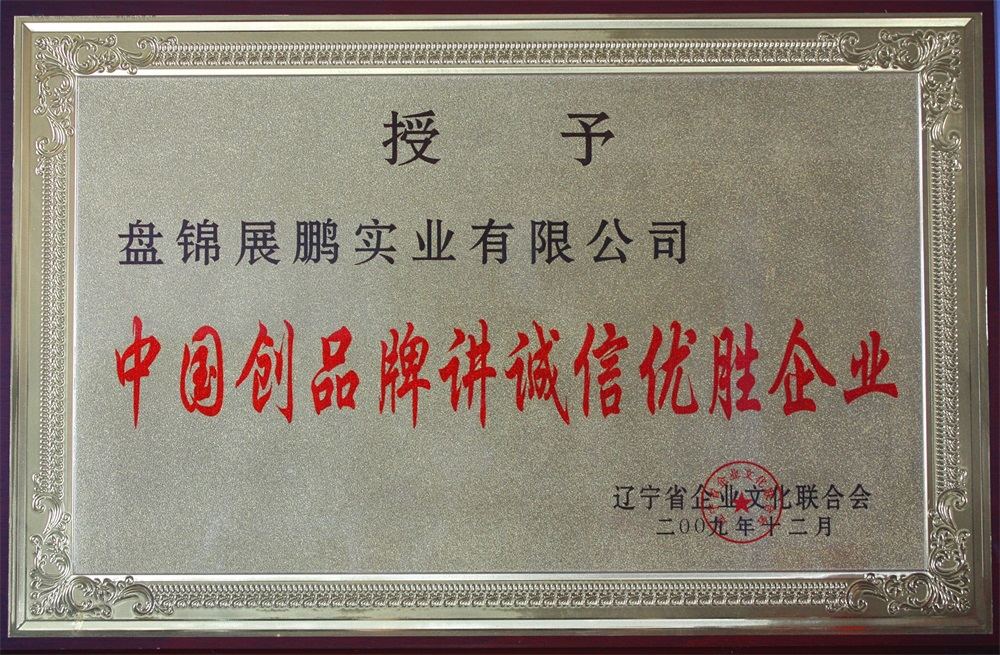 授予
盘锦展鹏实业有限公司
中国创品牌讲诚信优胜企业
辽宁省企业文化联合会
二00九年十二月